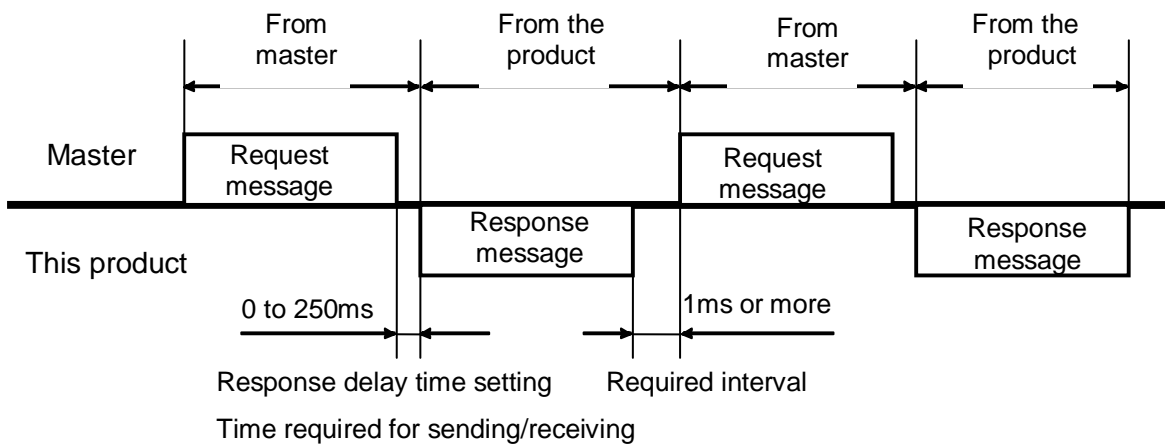 From
master
From the
product
From
master
From the
product
Master
Request
message
Request
message
Response
message
Response
message
This product
0 to 250ms
1ms or more
Response delay time setting
Required interval
Time required for sending/receiving